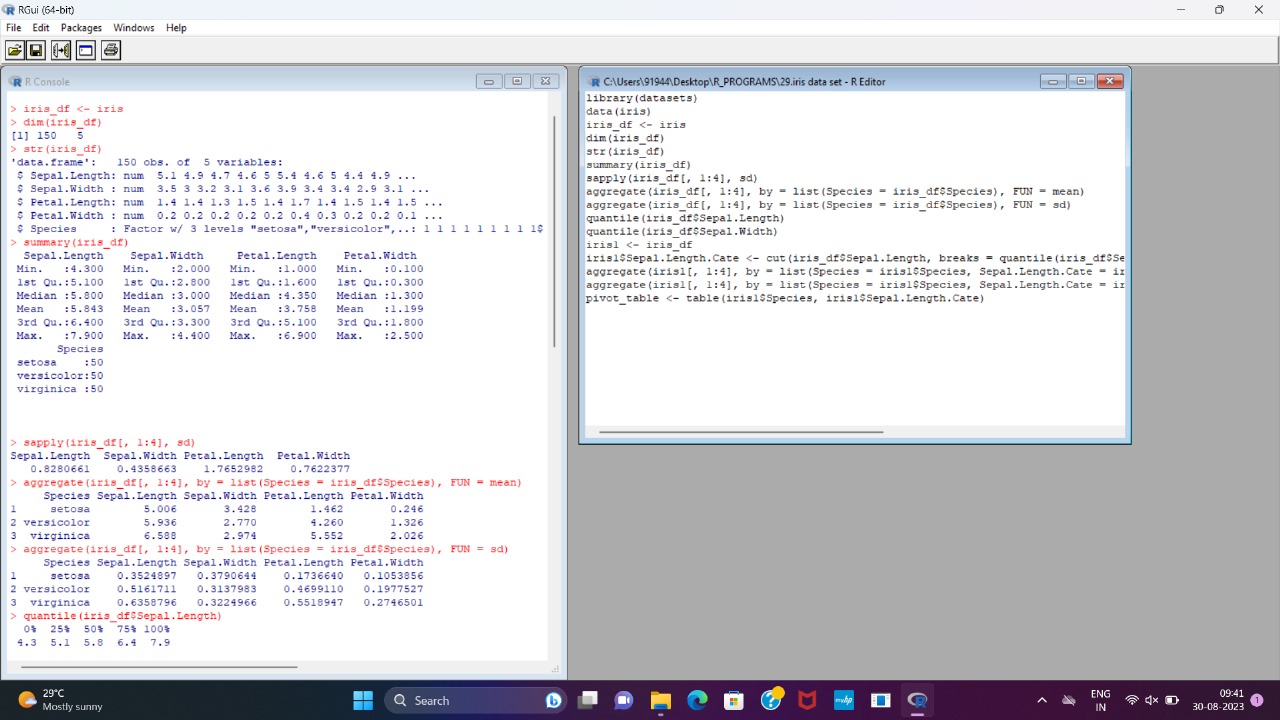 RGui (64-bit)
File Edit Packages Windows Help
R Console
> iris_df <- iris
> dim(iris_df)
[1] 150   5
> str(iris_df)
'data.frame':   150 obs. of  5 variables:
 $ Sepal.Length: num  5.1 4.9 4.7 4.6 5 5.4 4.6 5 4.4 4.9 ...
 $ Sepal.Width : num  3.5 3 3.2 3.1 3.6 3.9 3.4 3.4 2.9 3.1 ...
 $ Petal.Length: num  1.4 1.4 1.3 1.5 1.4 1.7 1.4 1.5 1.4 1.5 ...
 $ Petal.Width : num  0.2 0.2 0.2 0.2 0.2 0.4 0.3 0.2 0.2 0.1 ...
 $ Species     : Factor w/ 3 levels "setosa","versicolor",..: 1 1 1 1 1 1 1 1 1$
> summary(iris_df)
  Sepal.Length    Sepal.Width     Petal.Length    Petal.Width
 Min.   :4.300   Min.   :2.000   Min.   :1.000   Min.   :0.100
 1st Qu.:5.100   1st Qu.:2.800   1st Qu.:1.600   1st Qu.:0.300
 Median :5.800   Median :3.000   Median :4.350   Median :1.300
 Mean   :5.843   Mean   :3.057   Mean   :3.758   Mean   :1.199
 3rd Qu.:6.400   3rd Qu.:3.300   3rd Qu.:5.100   3rd Qu.:1.800
 Max.   :7.900   Max.   :4.400   Max.   :6.900   Max.   :2.500
       Species
 setosa    :50
 versicolor:50
 virginica :50
> sapply(iris_df[, 1:4], sd)
Sepal.Length  Sepal.Width Petal.Length  Petal.Width
   0.8280661    0.4358663    1.7652982    0.7622377
> aggregate(iris_df[, 1:4], by = list(Species = iris_df$Species), FUN = mean)
     Species Sepal.Length Sepal.Width Petal.Length Petal.Width
1     setosa        5.006       3.428        1.462       0.246
2 versicolor        5.936       2.770        4.260       1.326
3  virginica        6.588       2.974        5.552       2.026
> aggregate(iris_df[, 1:4], by = list(Species = iris_df$Species), FUN = sd)
     Species Sepal.Length Sepal.Width Petal.Length Petal.Width
1     setosa    0.3524897   0.3790644    0.1736640   0.1053856
2 versicolor    0.5161711   0.3137983    0.4699110   0.1977527
3  virginica    0.6358796   0.3224966    0.5518947   0.2746501
> quantile(iris_df$Sepal.Length)
  0%  25%  50%  75% 100%
 4.3  5.1  5.8  6.4  7.9
C:\Users\91944\Desktop\R_PROGRAMS\29.iris data set - R Editor
library(datasets)
data(iris)
iris_df <- iris
dim(iris_df)
str(iris_df)
summary(iris_df)
sapply(iris_df[, 1:4], sd)
aggregate(iris_df[, 1:4], by = list(Species = iris_df$Species), FUN = mean)
aggregate(iris_df[, 1:4], by = list(Species = iris_df$Species), FUN = sd)
quantile(iris_df$Sepal.Length)
quantile(iris_df$Sepal.Width)
iris1 <- iris_df
iris1$Sepal.Length.Cate <- cut(iris_df$Sepal.Length, breaks = quantile(iris_df$Se
aggregate(iris1[, 1:4], by = list(Species = iris1$Species, Sepal.Length.Cate = ir
aggregate(iris1[, 1:4], by = list(Species = iris1$Species, Sepal.Length.Cate = ir
pivot_table <- table(iris1$Species, iris1$Sepal.Length.Cate)
29°C
Mostly sunny
Search
ENG
IN
09:41
30-08-2023
1